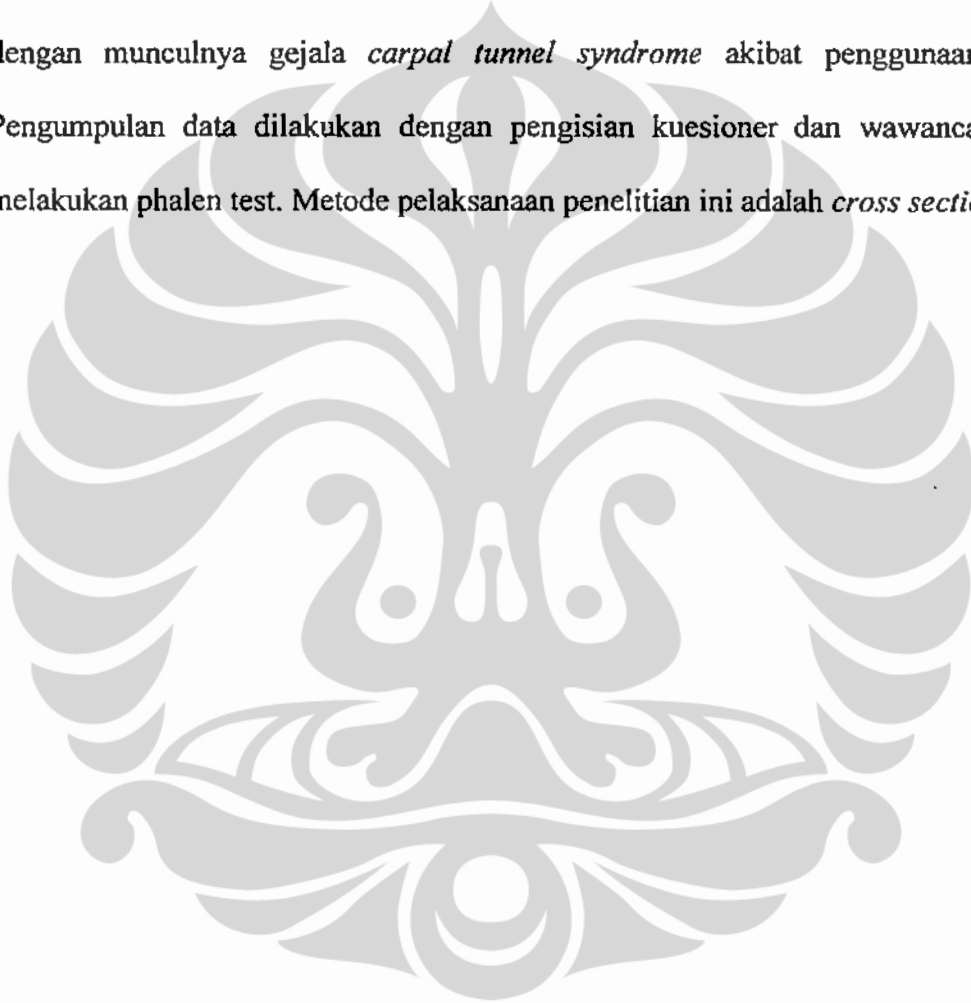 dengan munculnya gejala carpal tunnel syndrome akibat penggunaan
Pengumpulan data dilakukan dengan pengisian kuesioner dan wawanca
melakukan phalen test. Metode pelaksanaan penelitian ini adalah cross sectio